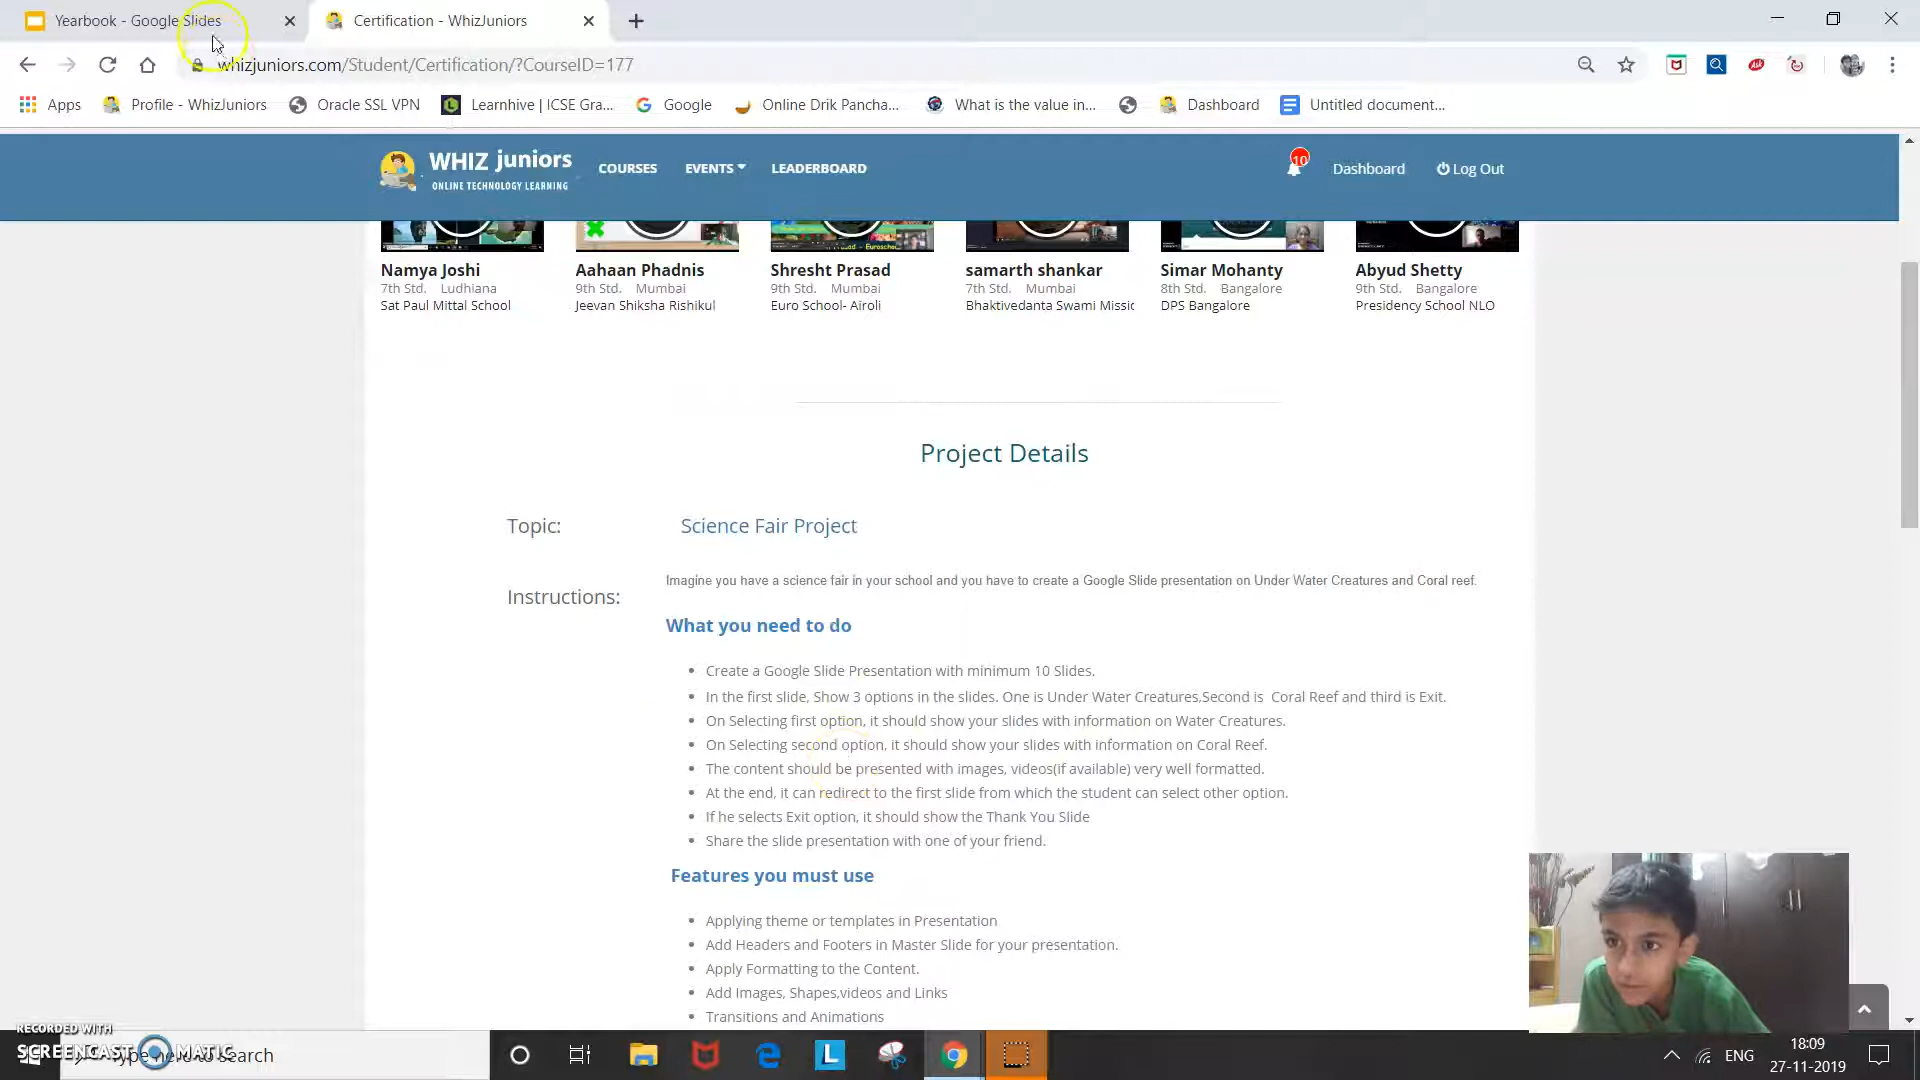 Yearbook - Google Slides
Certification - WhizJuniors
whizjuniors.com/Student/Certification/?CourseID=177
Apps
Profile - WhizJuniors
Oracle SSL VPN
Learnhive | ICSE Gra...
Google
Online Drik Pancha...
What is the value in...
Dashboard
Untitled document...
WHIZ juniors
ONLINE TECHNOLOGY LEARNING
COURSES
EVENTS
LEADERBOARD
10
Dashboard
Log Out
Namya Joshi
7th Std. Ludhiana
Sat Paul Mittal School
Aahaan Phadnis
9th Std. Mumbai
Jeevan Shiksha Rishikul
Shresht Prasad
9th Std. Mumbai
Euro School- Airoli
samarth shankar
7th Std. Mumbai
Bhaktivedanta Swami Missic
Simar Mohanty
8th Std. Bangalore
DPS Bangalore
Abyud Shetty
9th Std. Bangalore
Presidency School NLO
Project Details
Topic:
Science Fair Project
Instructions:
Imagine you have a science fair in your school and you have to create a Google Slide presentation on Under Water Creatures and Coral reef.
What you need to do
Create a Google Slide Presentation with minimum 10 Slides.
In the first slide, Show 3 options in the slides. One is Under Water Creatures,Second is Coral Reef and third is Exit.
On Selecting first option, it should show your slides with information on Water Creatures.
On Selecting second option, it should show your slides with information on Coral Reef.
The content should be presented with images, videos(if available) very well formatted.
At the end, it can redirect to the first slide from which the student can select other option.
If he selects Exit option, it should show the Thank You Slide
Share the slide presentation with one of your friend.
Features you must use
Applying theme or templates in Presentation
Add Headers and Footers in Master Slide for your presentation.
Apply Formatting to the Content.
Add Images, Shapes,videos and Links
Transitions and Animations
RECORDED WITH
SCREENCAST MATIC
Type here to search
ENG
18:09
27-11-2019